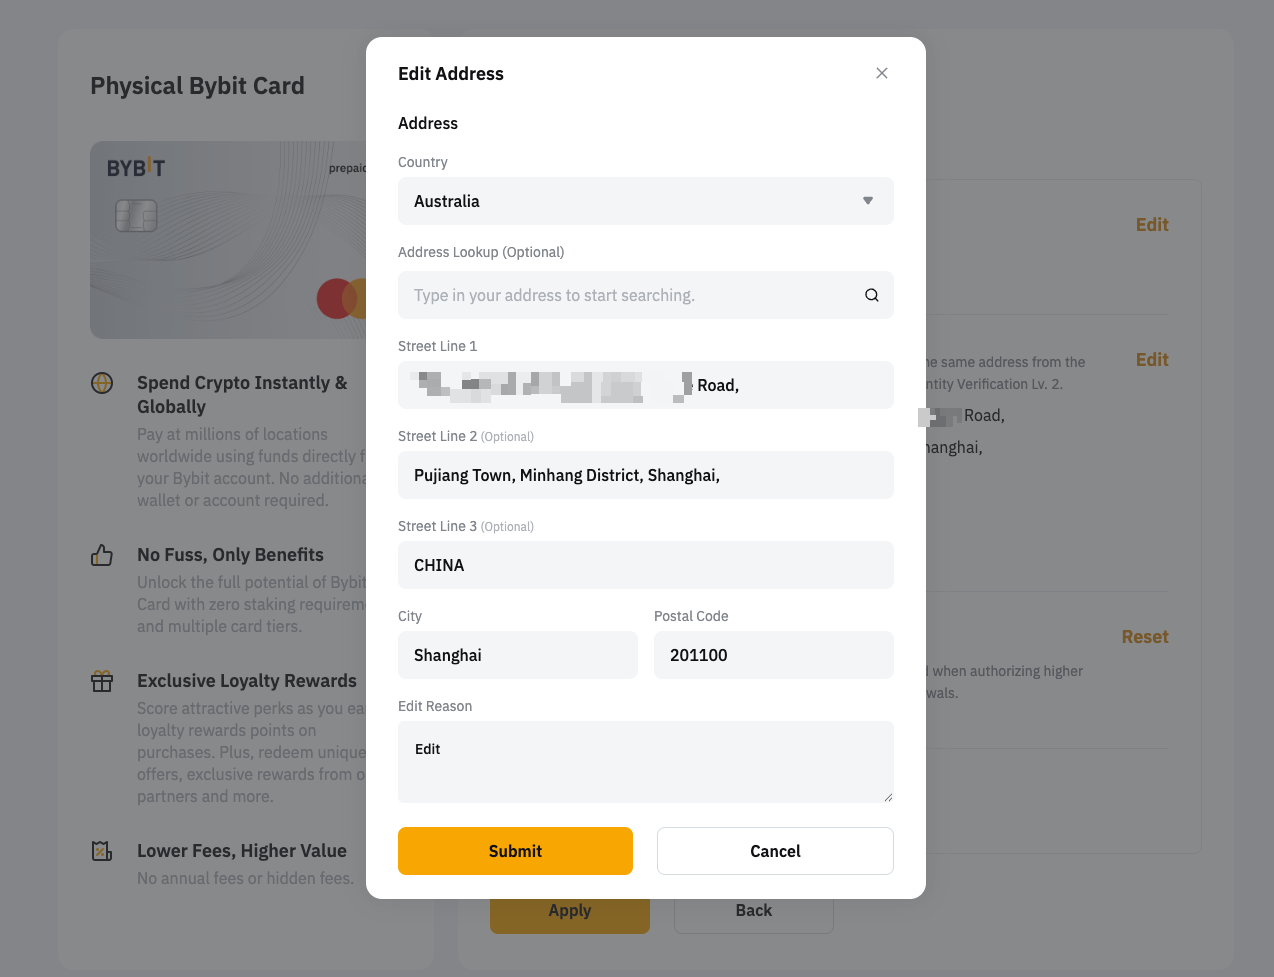 Physical Bybit Card
BYBIT
prepaid
Spend Crypto Instantly &
Globally
Pay at millions of locations
worldwide using funds directly f
your Bybit account. No additiona
wallet or account required.
No Fuss, Only Benefits
Unlock the full potential of Bybit
Card with zero staking requirem
and multiple card tiers.
Exclusive Loyalty Rewards
Score attractive perks as you ea
loyalty rewards points on
purchases. Plus, redeem unique
offers, exclusive rewards from o
partners and more.
Lower Fees, Higher Value
No annual fees or hidden fees.
Edit Address
Address
Country
Australia
Address Lookup (Optional)
Type in your address to start searching.
Street Line 1
Road,
Street Line 2 (Optional)
Pujiang Town, Minhang District, Shanghai,
Street Line 3 (Optional)
CHINA
City
Postal Code
Shanghai
201100
Edit Reason
Edit
Submit
Cancel
Edit
Edit
he same address from the
ntity Verification Lv. 2.
Road,
hanghai,
Reset
d when authorizing higher
wals.
Apply
Back